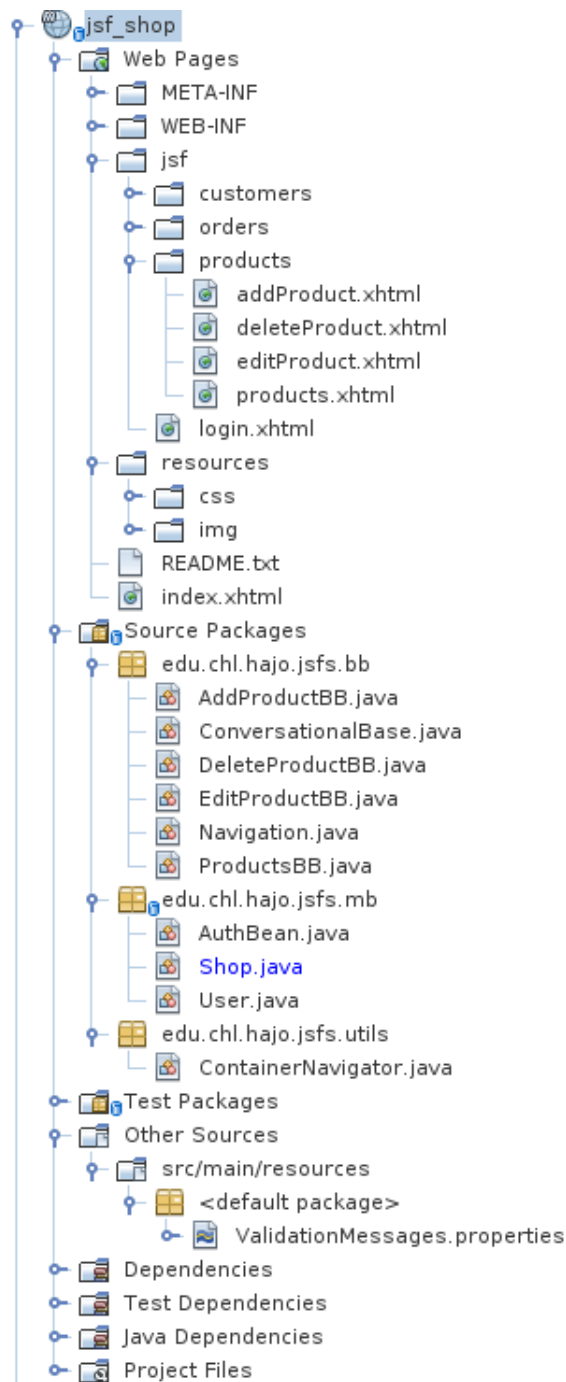 jsf_shop
Web Pages
META-INF
WEB-INF
jsf
customers
orders
products
addProduct.xhtml
deleteProduct.xhtml
editProduct.xhtml
products.xhtml
login.xhtml
resources
css
img
README.txt
index.xhtml
Source Packages
edu.chl.hajo.jsfs.bb
AddProductBB.java
ConversationalBase.java
DeleteProductBB.java
EditProductBB.java
Navigation.java
ProductsBB.java
edu.chl.hajo.jsfs.mb
AuthBean.java
Shop.java
User.java
edu.chl.hajo.jsfs.utils
ContainerNavigator.java
Test Packages
Other Sources
src/main/resources
<default package>
ValidationMessages.properties
Dependencies
Test Dependencies
Java Dependencies
Project Files